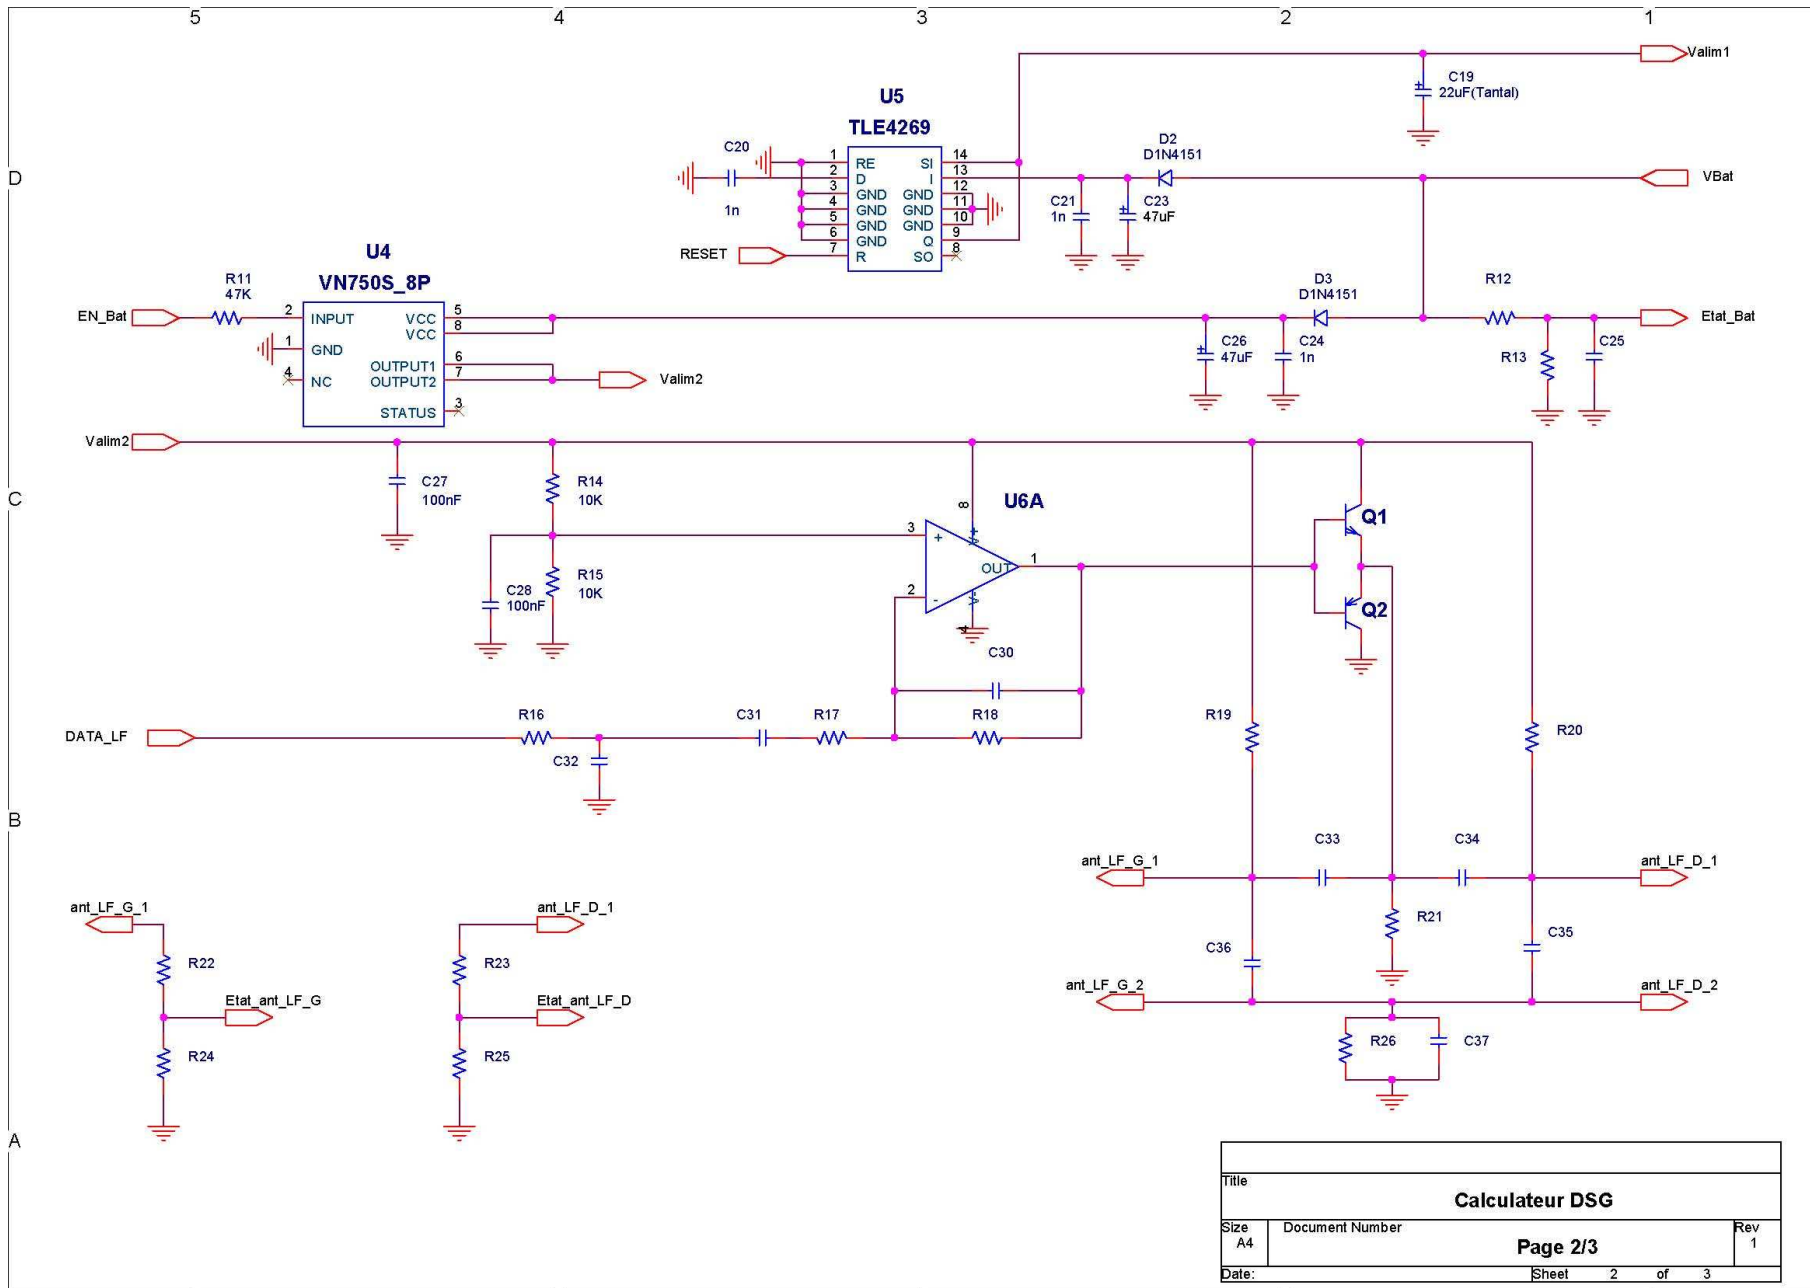 5 4 3 2 1
Valim1
C19
22uF(Tantal)
U5
TLE4269
C20
1n
1 RE SI 14
2 D I 13
3 GND GND 12
4 GND GND 11
5 GND GND 10
6 GND Q 9
7 R SO 8
RESET
D2
D1N4151
C21
1n
C23
47uF
VBat
D
U4
VN750S_8P
R11
47K
EN_Bat
2 INPUT VCC 5
VCC 8
1 GND
OUTPUT1 6
4 NC OUTPUT2 7
STATUS 3
Valim2
D3
D1N4151
R12
C26
47uF
C24
1n
R13
C25
Etat_Bat
Valim2
C
C27
100nF
R14
10K
R15
10K
C28
100nF
U6A
8
3 +
V+
OUT 1
2 -
V-
4
C30
Q1
Q2
DATA_LF
R16
C32
C31
R17
R18
R19
R20
B
C33
C34
ant_LF_G_1
ant_LF_D_1
R21
C36
C35
ant_LF_G_2
ant_LF_D_2
R26
C37
ant_LF_G_1
R22
Etat_ant_LF_G
R24
ant_LF_D_1
R23
Etat_ant_LF_D
R25
A
Title
Calculateur DSG
Size
A4
Document Number
Page 2/3
Rev
1
Date:
Sheet 2 of 3